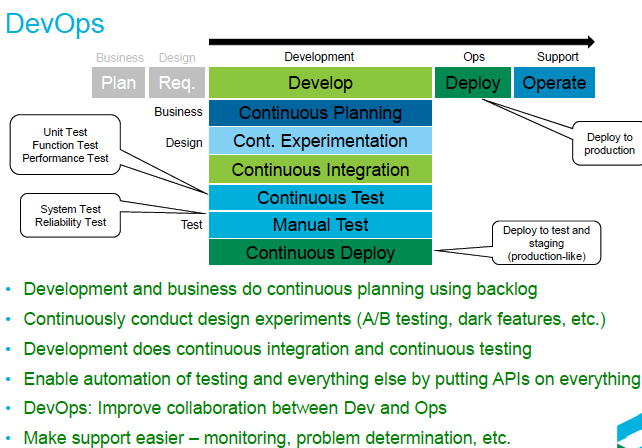 DevOps
Business Design Development Ops Support
Plan Req. Develop Deploy Operate
Business Continuous Planning
Design Cont. Experimentation
Continuous Integration
Continuous Test
Test Manual Test
Continuous Deploy
Unit Test
Function Test
Performance Test
System Test
Reliability Test
Deploy to
production
Deploy to test and
staging
(production-like)
• Development and business do continuous planning using backlog
• Continuously conduct design experiments (A/B testing, dark features, etc.)
• Development does continuous integration and continuous testing
• Enable automation of testing and everything else by putting APIs on everything
• DevOps: Improve collaboration between Dev and Ops
• Make support easier – monitoring, problem determination, etc.